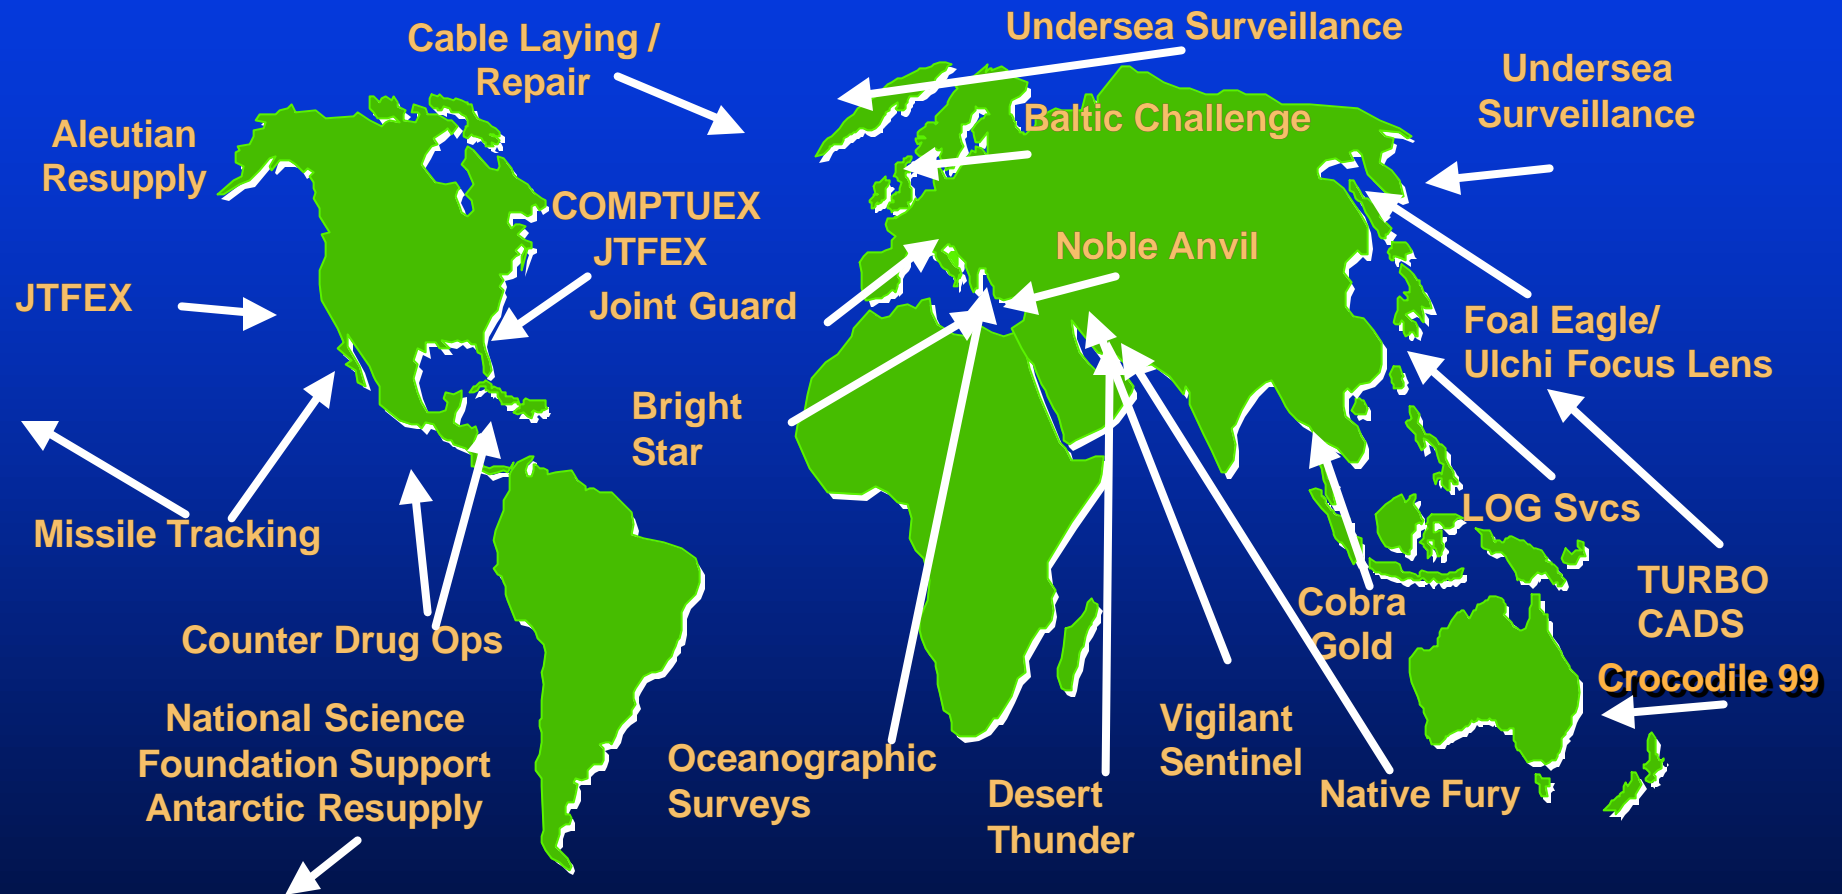 Undersea Surveillance
Cable Laying /
Repair
Undersea
Surveillance
Baltic Challenge
Aleutian
Resupply
COMPTUEX
JTFEX
Noble Anvil
JTFEX
Joint Guard
Foal Eagle/
Ulchi Focus Lens
Bright
Star
LOG Svcs
Missile Tracking
TURBO
CADS
Cobra
Gold
Counter Drug Ops
Crocodile 99
National Science
Foundation Support
Antarctic Resupply
Oceanographic
Surveys
Vigilant
Sentinel
Desert
Thunder
Native Fury